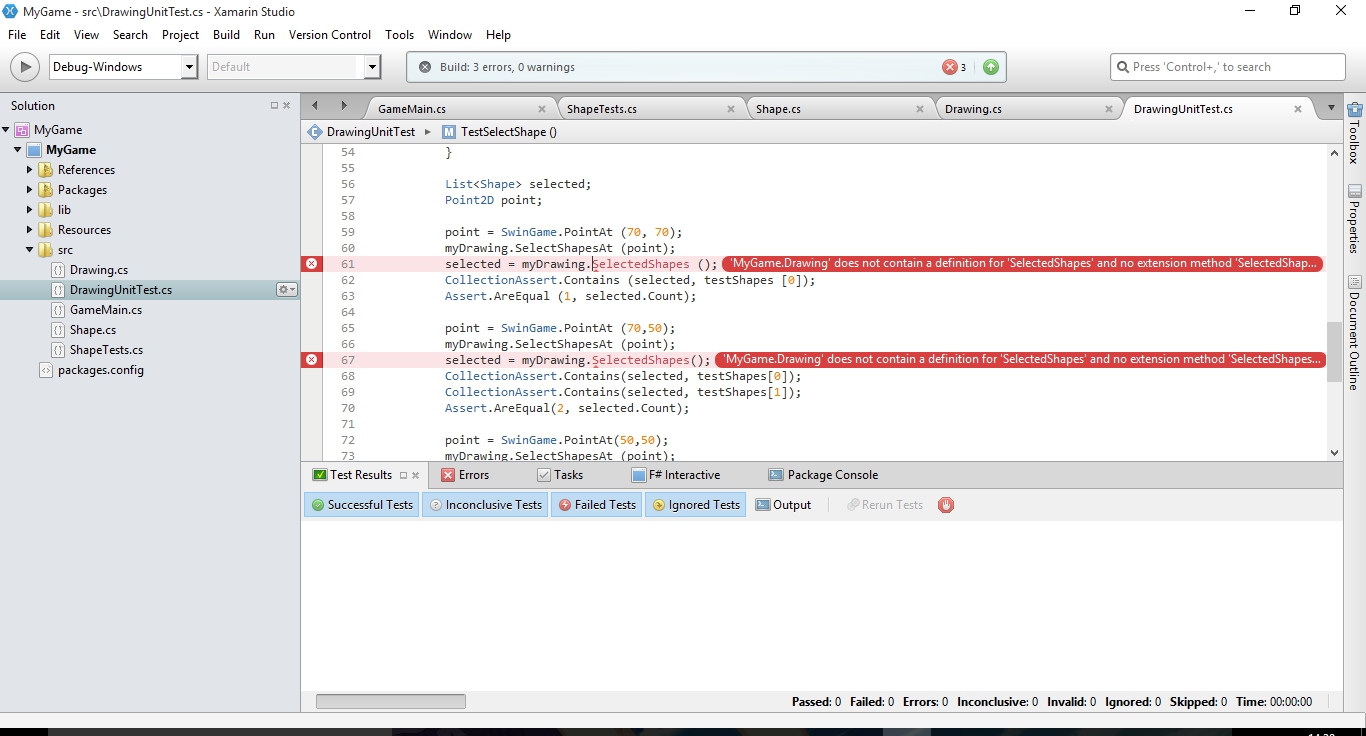 MyGame - src\DrawingUnitTest.cs - Xamarin Studio
File Edit View Search Project Build Run Version Control Tools Window Help
Debug-Windows Default Build: 3 errors, 0 warnings 3 Press 'Control+,' to search
Solution
MyGame
MyGame
References
Packages
lib
Resources
src
Drawing.cs
DrawingUnitTest.cs
GameMain.cs
Shape.cs
ShapeTests.cs
packages.config
GameMain.cs ShapeTests.cs Shape.cs Drawing.cs DrawingUnitTest.cs
DrawingUnitTest M TestSelectShape ()
54 }
55
56 List<Shape> selected;
57 Point2D point;
58
59 point = SwinGame.PointAt (70, 70);
60 myDrawing.SelectShapesAt (point);
61 selected = myDrawing.SelectedShapes (); 'MyGame.Drawing' does not contain a definition for 'SelectedShapes' and no extension method 'SelectedShap...
62 CollectionAssert.Contains (selected, testShapes [0]);
63 Assert.AreEqual (1, selected.Count);
64
65 point = SwinGame.PointAt (70,50);
66 myDrawing.SelectShapesAt (point);
67 selected = myDrawing.SelectedShapes(); 'MyGame.Drawing' does not contain a definition for 'SelectedShapes' and no extension method 'SelectedShapes...
68 CollectionAssert.Contains(selected, testShapes[0]);
69 CollectionAssert.Contains(selected, testShapes[1]);
70 Assert.AreEqual(2, selected.Count);
71
72 point = SwinGame.PointAt(50,50);
73 myDrawing.SelectShapesAt (point);
Toolbox
Properties
Document Outline
Test Results Errors Tasks F# Interactive Package Console
Successful Tests Inconclusive Tests Failed Tests Ignored Tests Output Rerun Tests
Passed: 0 Failed: 0 Errors: 0 Inconclusive: 0 Invalid: 0 Ignored: 0 Skipped: 0 Time: 00:00:00